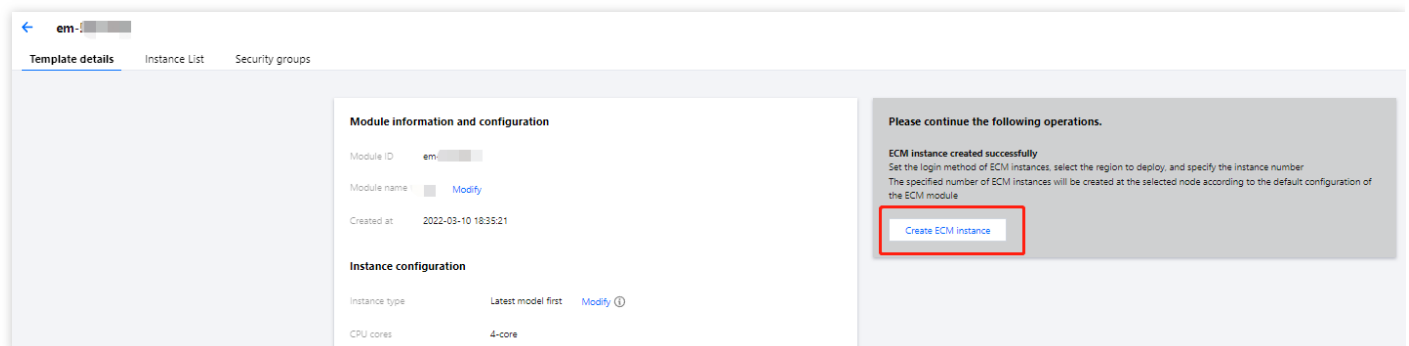 em-
Template details Instance List Security groups
Module information and configuration
Module ID em-
Module name Modify
Created at 2022-03-10 18:35:21
Instance configuration
Instance type Latest model first Modify
CPU cores 4-core
Please continue the following operations.
ECM instance created successfully
Set the login method of ECM instances, select the region to deploy, and specify the instance number
The specified number of ECM instances will be created at the selected node according to the default configuration of
the ECM module
Create ECM instance